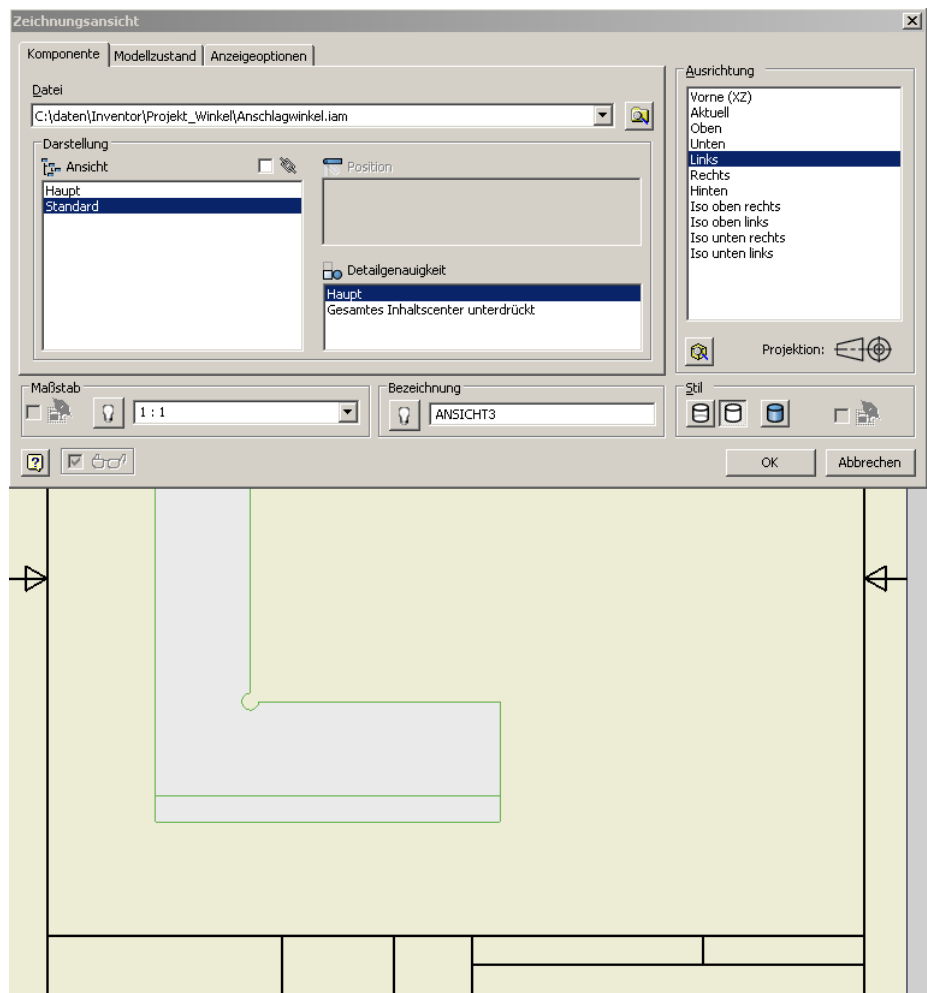 Zeichnungsansicht
Komponente
Modellzustand
Anzeigeoptionen
Datei
C:\daten\Inventor\Projekt_Winkel\Anschlagwinkel.iam
Darstellung
Ansicht
Haupt
Standard
Position
Detailgenauigkeit
Haupt
Gesamtes Inhaltscenter unterdrückt
Ausrichtung
Vorne (XZ)
Aktuell
Oben
Unten
Links
Rechts
Hinten
Iso oben rechts
Iso oben links
Iso unten rechts
Iso unten links
Projektion:
Maßstab
1 : 1
Bezeichnung
ANSICHT3
Stil
OK
Abbrechen